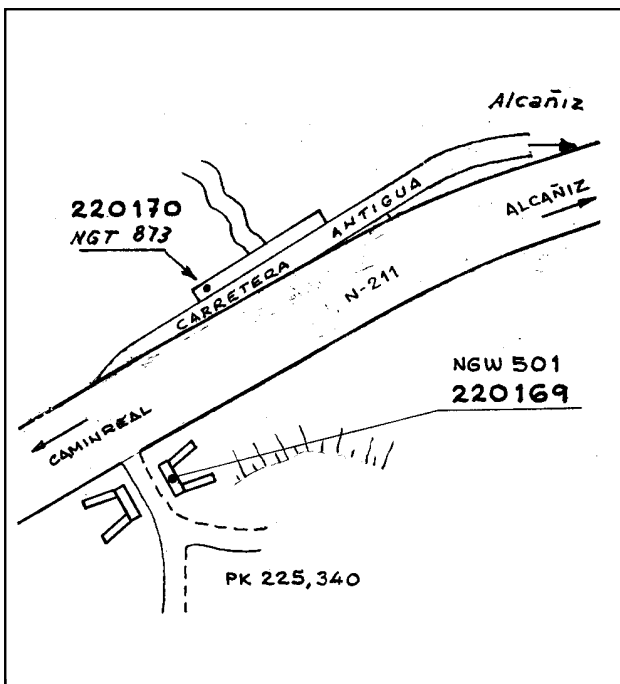 Alcañiz
220170
NGT 873
CARRETERA ANTIGUA
ALCAÑIZ
N-211
NGW 501
220169
CAMINREAL
PK 225,340